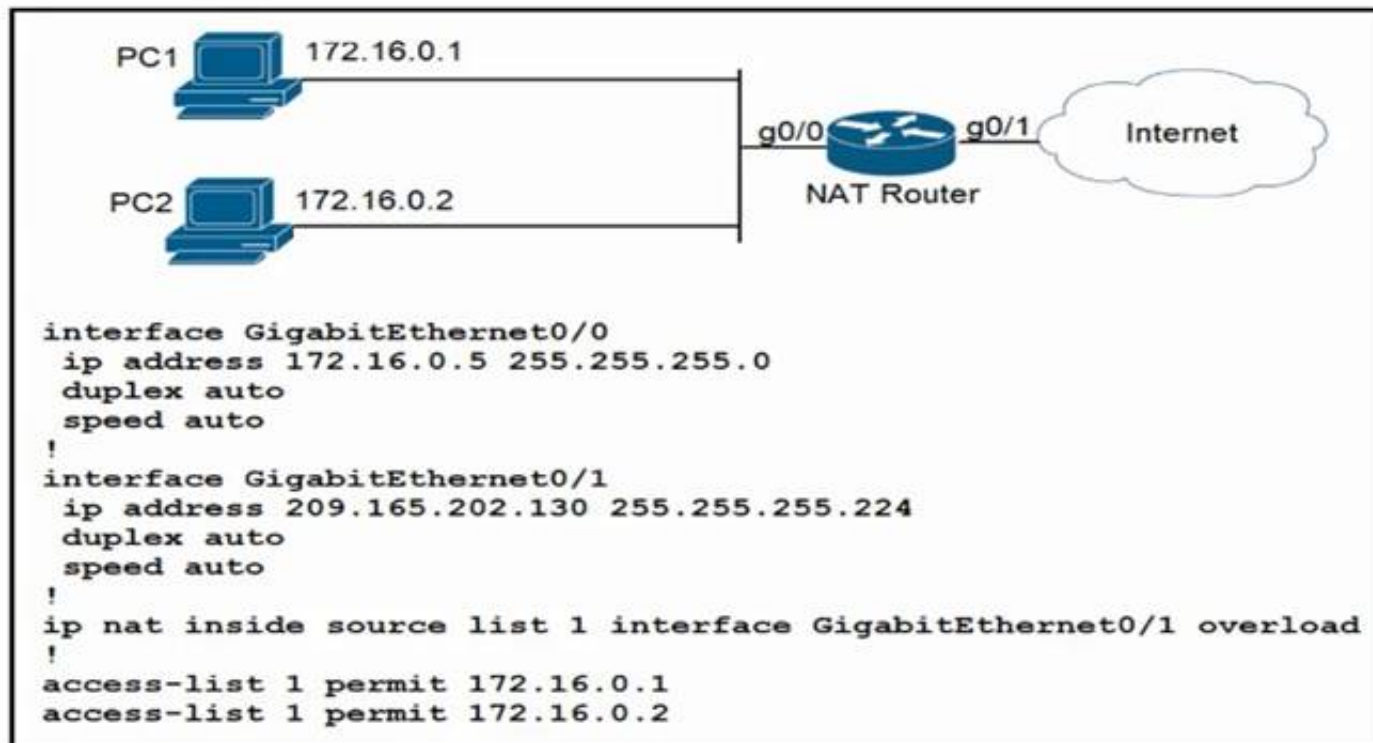 PC1
172.16.0.1
g0/0
g0/1
Internet
PC2
172.16.0.2
NAT Router
interface GigabitEthernet0/0
ip address 172.16.0.5 255.255.255.0
duplex auto
speed auto
!
interface GigabitEthernet0/1
ip address 209.165.202.130 255.255.255.224
duplex auto
speed auto
!
ip nat inside source list 1 interface GigabitEthernet0/1 overload
!
access-list 1 permit 172.16.0.1
access-list 1 permit 172.16.0.2